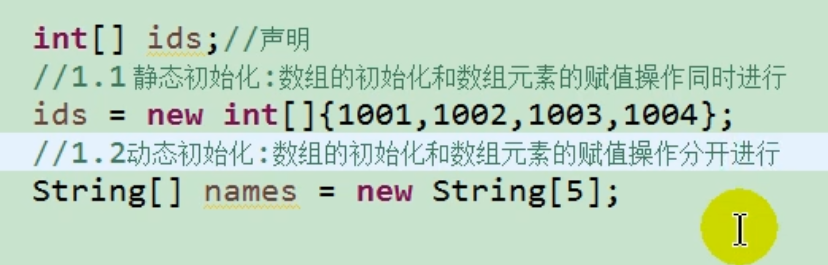 int[] ids;//声明
//1.1 静态初始化:数组的初始化和数组元素的赋值操作同时进行
ids = new int[]{1001,1002,1003,1004};
//1.2动态初始化:数组的初始化和数组元素的赋值操作分开进行
String[] names = new String[5];